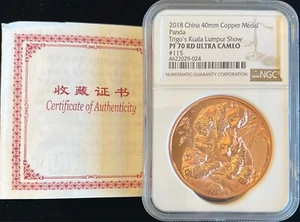 收藏证书
Certificate of Authenticity
2018 China 40mm Copper Medal
Panda
Trigo's Kuala Lumpur Show
PF 70 RD ULTRA CAMEO
#115
4622029-024
NUMISMATIC GUARANTY CORPORATION
NGC